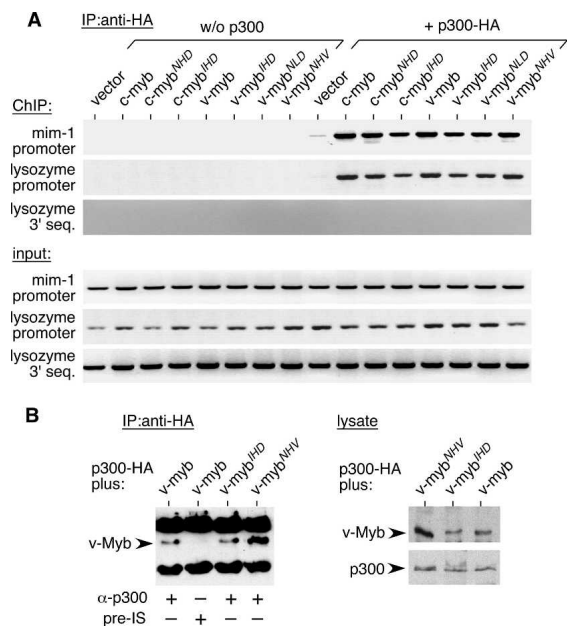 A
IP:anti-HA
w/o p300
+ p300-HA
ChIP:
vector
c-myb
c-myb^NHD
c-myb^IHD
v-myb
v-myb^IHD
v-myb^NLD
v-myb^NHV
vector
c-myb
c-myb^NHD
c-myb^IHD
v-myb
v-myb^IHD
v-myb^NLD
v-myb^NHV
mim-1
promoter
lysozyme
promoter
lysozyme
3' seq.
input:
mim-1
promoter
lysozyme
promoter
lysozyme
3' seq.
B
IP:anti-HA
p300-HA
plus:
v-myb
v-myb
v-myb^IHD
v-myb^NHV
v-Myb
α-p300 + – + +
pre-IS – + – –
lysate
p300-HA
plus:
v-myb^NHV
v-myb^IHD
v-myb
v-Myb
p300